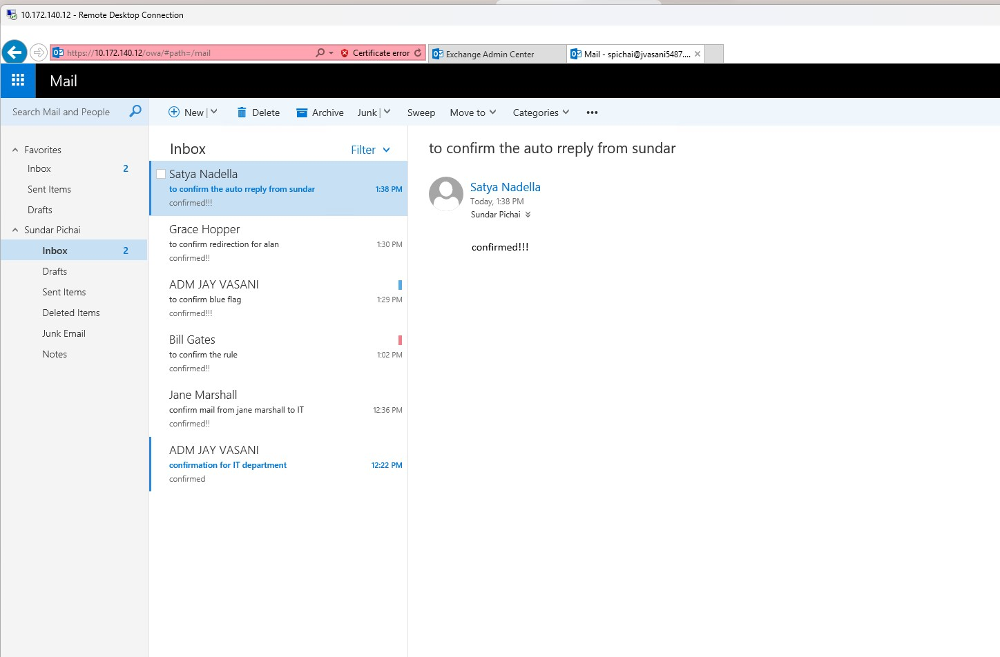 10.172.140.12 - Remote Desktop Connection
https://10.172.140.12/owa/#path=/mail
Certificate error
Exchange Admin Center
Mail - spichai@jvasani5487....
Mail
Search Mail and People
New
Delete
Archive
Junk
Sweep
Move to
Categories
Favorites
Inbox 2
Sent Items
Drafts
Sundar Pichai
Inbox 2
Drafts
Sent Items
Deleted Items
Junk Email
Notes
Inbox
Filter
Satya Nadella
to confirm the auto rreply from sundar 1:38 PM
confirmed!!!
Grace Hopper
to confirm redirection for alan 1:30 PM
confirmed!!
ADM JAY VASANI
to confirm blue flag 1:29 PM
confirmed!!!
Bill Gates
to confirm the rule 1:02 PM
confirmed!!
Jane Marshall
confirm mail from jane marshall to IT 12:36 PM
confirmed!!
ADM JAY VASANI
confirmation for IT department 12:22 PM
confirmed
to confirm the auto rreply from sundar
Satya Nadella
Today, 1:38 PM
Sundar Pichai
confirmed!!!